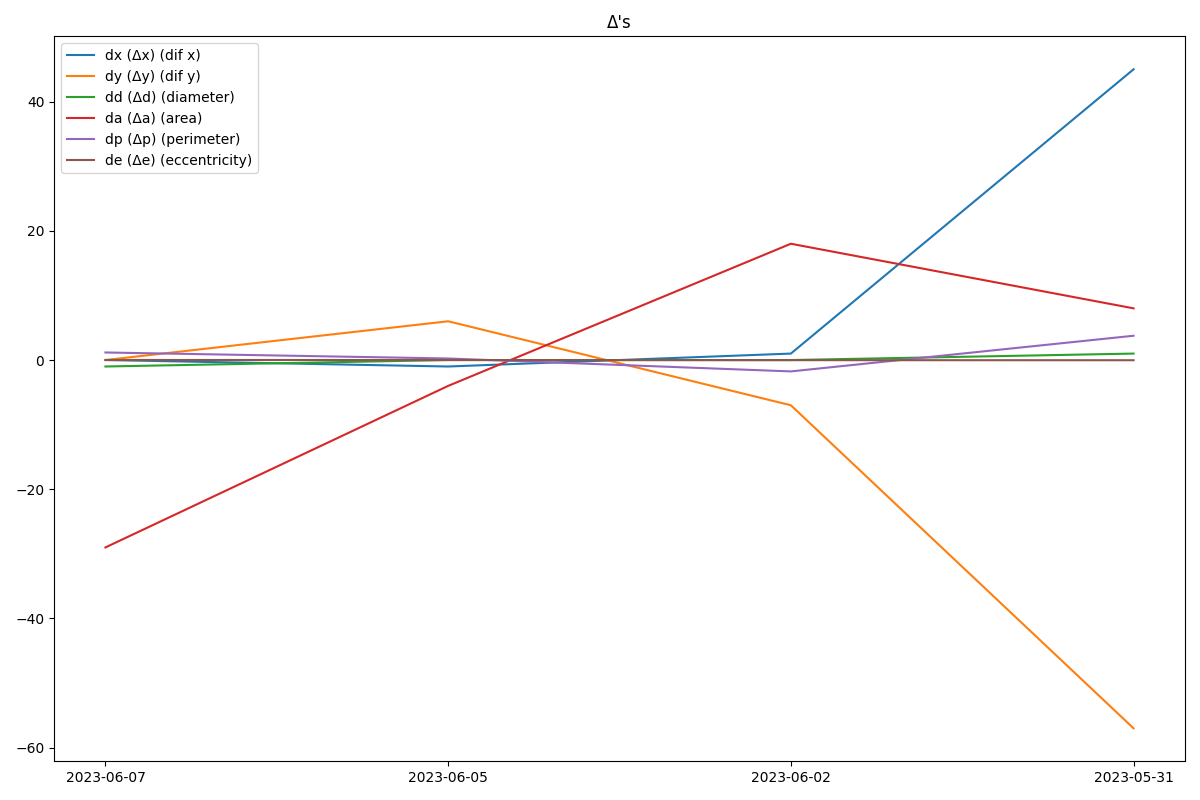 Δ's
dx (Δx) (dif x)
dy (Δy) (dif y)
dd (Δd) (diameter)
da (Δa) (area)
dp (Δp) (perimeter)
de (Δe) (eccentricity)
40
20
0
−20
−40
−60
2023-06-07 2023-06-05 2023-06-02 2023-05-31